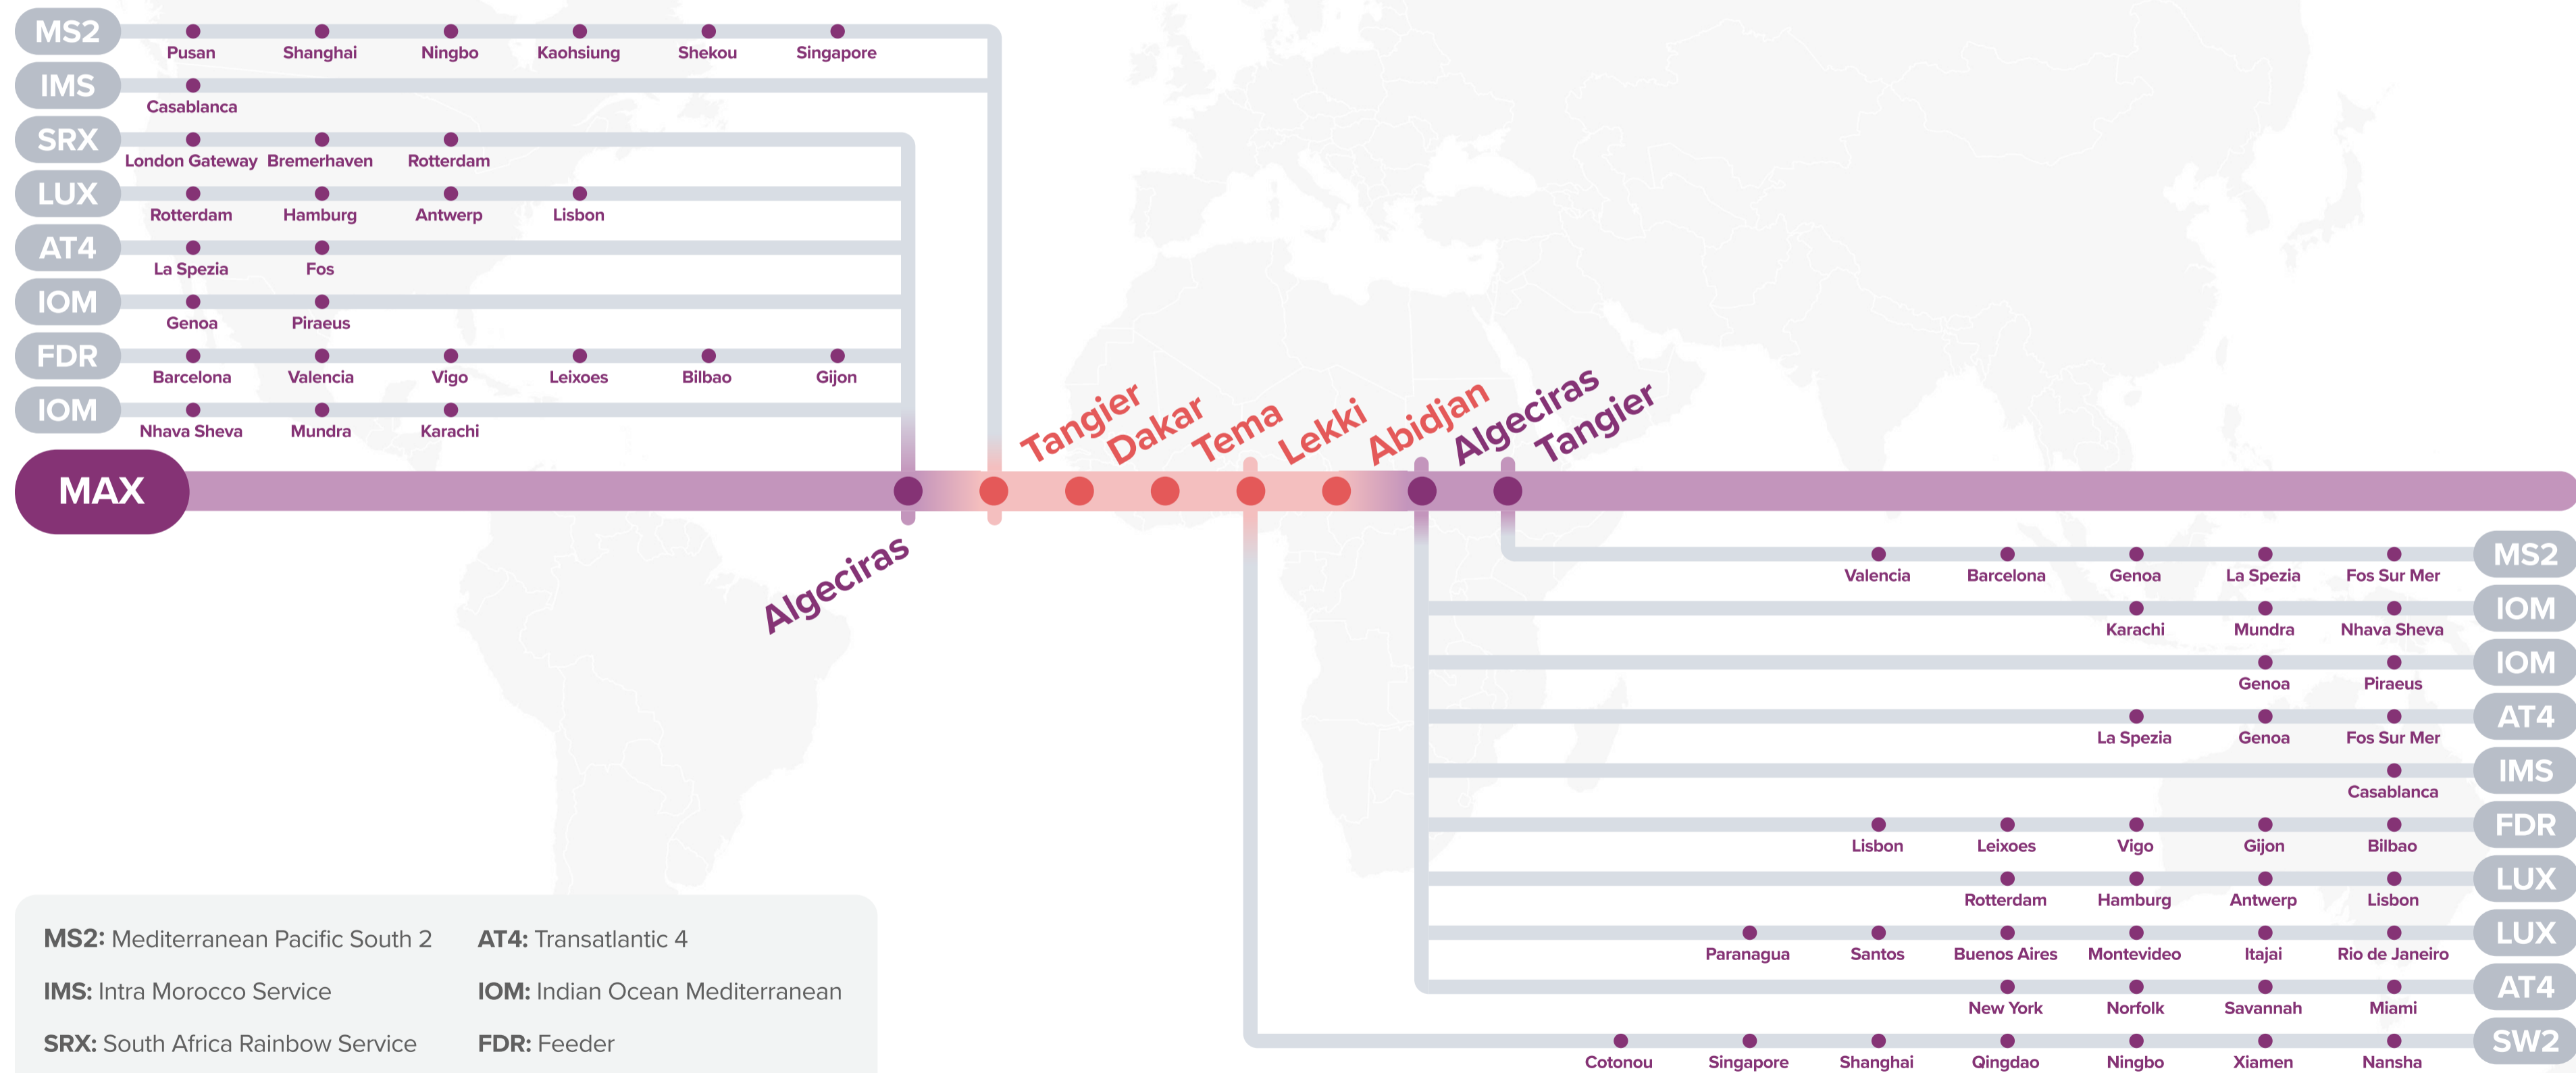 MS2
Pusan Shanghai Ningbo Kaohsiung Shekou Singapore
IMS
Casablanca
SRX
London Gateway Bremerhaven Rotterdam
LUX
Rotterdam Hamburg Antwerp Lisbon
AT4
La Spezia Fos
IOM
Genoa Piraeus
FDR
Barcelona Valencia Vigo Leixoes Bilbao Gijon
IOM
Nhava Sheva Mundra Karachi
MAX
Algeciras
Tangier
Dakar
Tema
Lekki
Abidjan
Algeciras
Tangier
MS2
Valencia Barcelona Genoa La Spezia Fos Sur Mer
IOM
Karachi Mundra Nhava Sheva
IOM
Genoa Piraeus
AT4
La Spezia Genoa Fos Sur Mer
IMS
Casablanca
FDR
Lisbon Leixoes Vigo Gijon Bilbao
LUX
Rotterdam Hamburg Antwerp Lisbon
LUX
Paranagua Santos Buenos Aires Montevideo Itajai Rio de Janeiro
AT4
New York Norfolk Savannah Miami
SW2
Cotonou Singapore Shanghai Qingdao Ningbo Xiamen Nansha
MS2: Mediterranean Pacific South 2
IMS: Intra Morocco Service
SRX: South Africa Rainbow Service
AT4: Transatlantic 4
IOM: Indian Ocean Mediterranean
FDR: Feeder